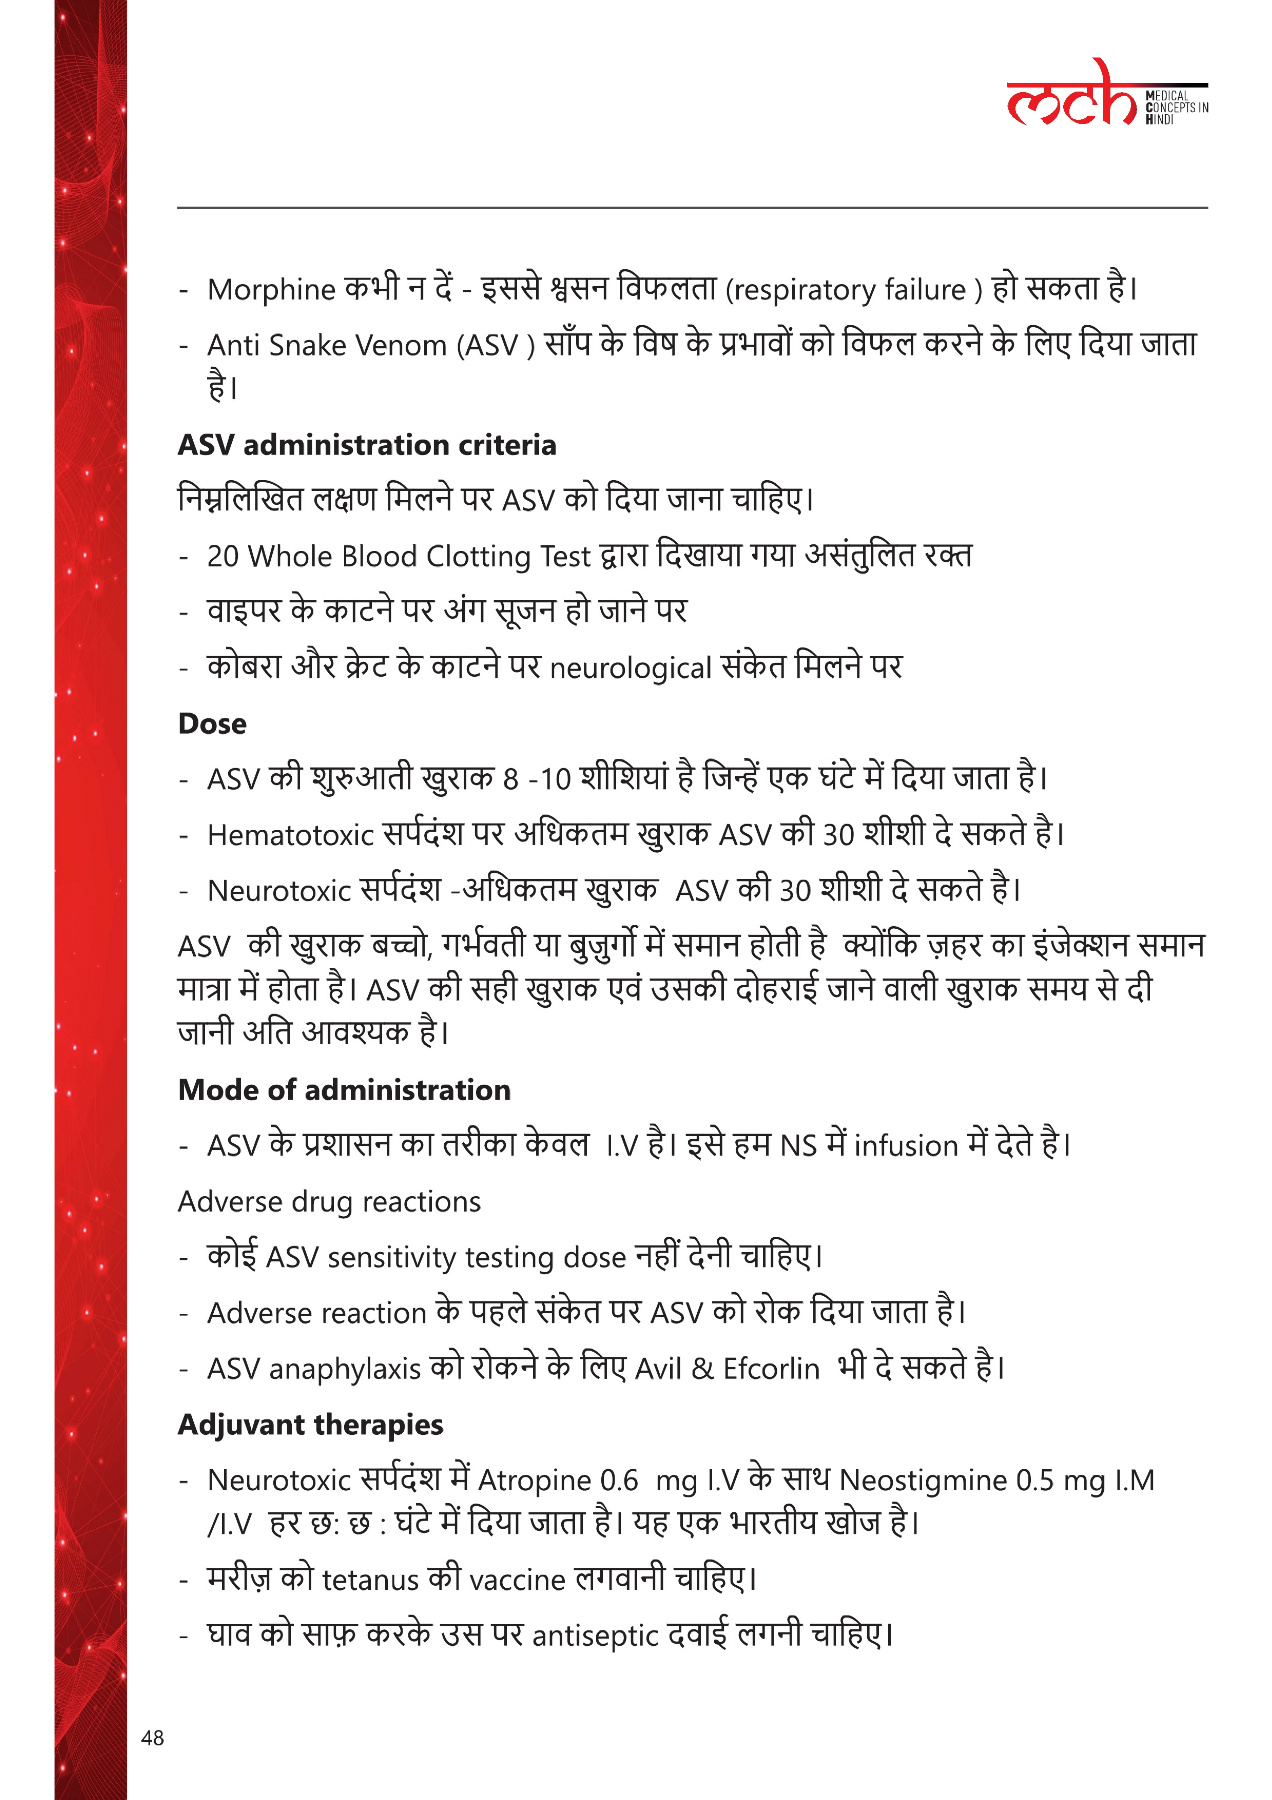 mch MEDICAL
CONCEPTS IN
HINDI
- Morphine कभी न दें - इससे श्वसन विफलता (respiratory failure ) हो सकता है।
- Anti Snake Venom (ASV ) साँप के विष के प्रभावों को विफल करने के लिए दिया जाता
है।
ASV administration criteria
निम्नलिखित लक्षण मिलने पर ASV को दिया जाना चाहिए।
- 20 Whole Blood Clotting Test द्वारा दिखाया गया असंतुलित रक्त
- वाइपर के काटने पर अंग सूजन हो जाने पर
- कोबरा और क्रेट के काटने पर neurological संकेत मिलने पर
Dose
- ASV की शुरुआती खुराक 8 -10 शीशियां है जिन्हें एक घंटे में दिया जाता है।
- Hematotoxic सर्पदंश पर अधिकतम खुराक ASV की 30 शीशी दे सकते है।
- Neurotoxic सर्पदंश -अधिकतम खुराक ASV की 30 शीशी दे सकते है।
ASV की खुराक बच्चो, गर्भवती या बुज़ुर्गो में समान होती है क्योंकि ज़हर का इंजेक्शन समान
मात्रा में होता है। ASV की सही खुराक एवं उसकी दोहराई जाने वाली खुराक समय से दी
जानी अति आवश्यक है।
Mode of administration
- ASV के प्रशासन का तरीका केवल I.V है। इसे हम NS में infusion में देते है।
Adverse drug reactions
- कोई ASV sensitivity testing dose नहीं देनी चाहिए।
- Adverse reaction के पहले संकेत पर ASV को रोक दिया जाता है।
- ASV anaphylaxis को रोकने के लिए Avil & Efcorlin भी दे सकते है।
Adjuvant therapies
- Neurotoxic सर्पदंश में Atropine 0.6 mg I.V के साथ Neostigmine 0.5 mg I.M
/I.V हर छ: छ : घंटे में दिया जाता है। यह एक भारतीय खोज है।
- मरीज़ को tetanus की vaccine लगवानी चाहिए।
- घाव को साफ़ करके उस पर antiseptic दवाई लगनी चाहिए।
48